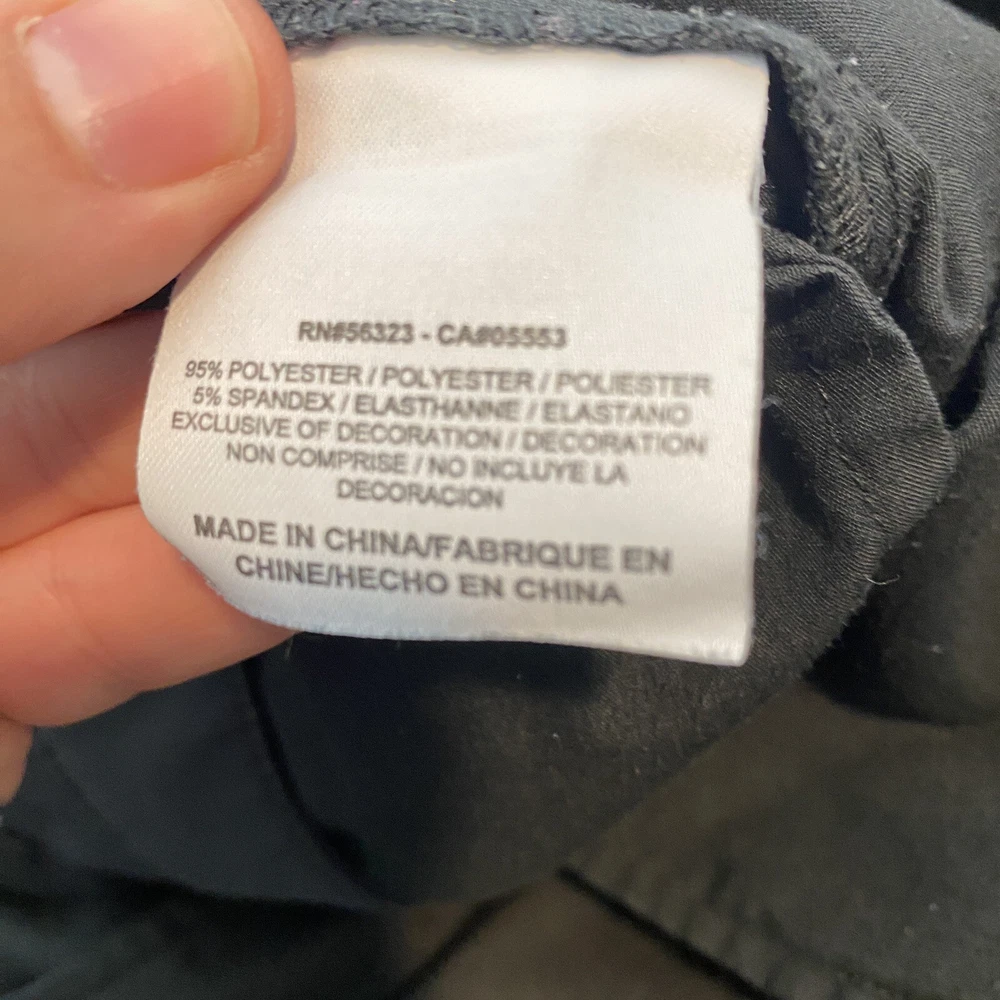 RN#56323 - CA#05553
95% POLYESTER / POLYESTER / POLIESTER
5% SPANDEX / ELASTHANNE / ELASTANO
EXCLUSIVE OF DECORATION / DECORATION
NON COMPRISE / NO INCLUYE LA
DECORACION
MADE IN CHINA/FABRIQUE EN
CHINE/HECHO EN CHINA